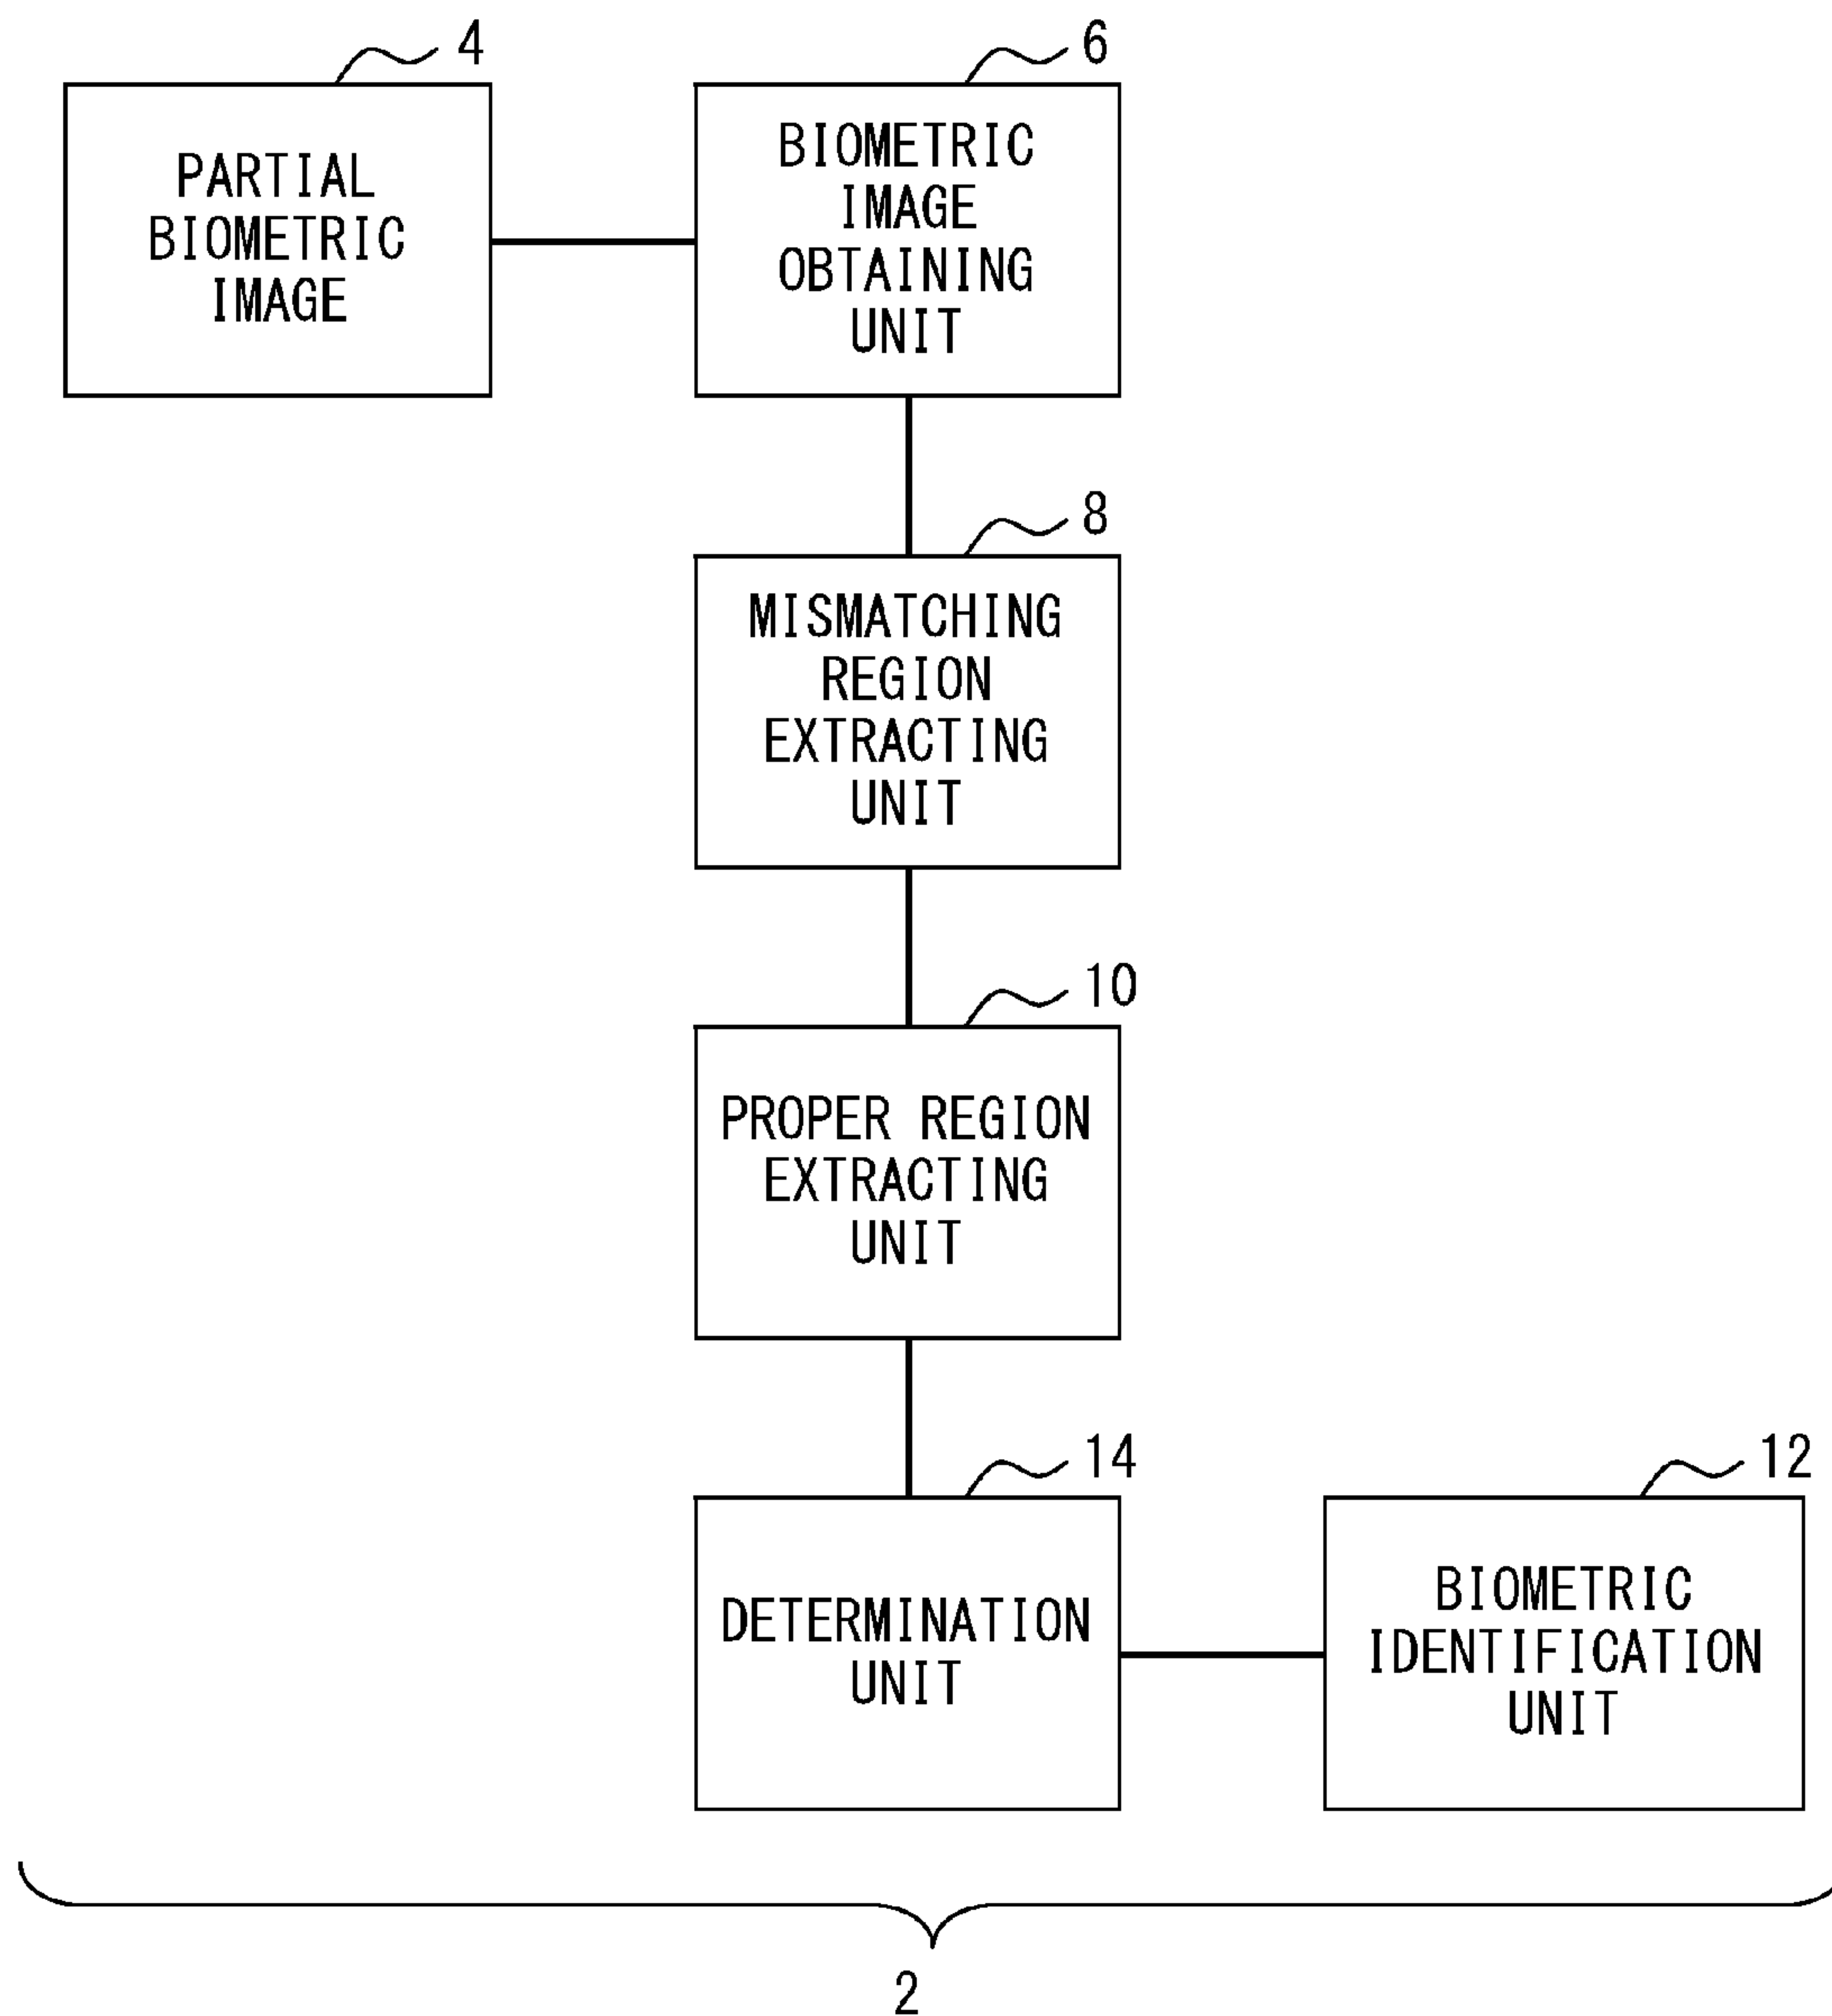 4
PARTIAL
BIOMETRIC
IMAGE
6
BIOMETRIC
IMAGE
OBTAINING
UNIT
8
MISMATCHING
REGION
EXTRACTING
UNIT
10
PROPER REGION
EXTRACTING
UNIT
14
DETERMINATION
UNIT
12
BIOMETRIC
IDENTIFICATION
UNIT
2